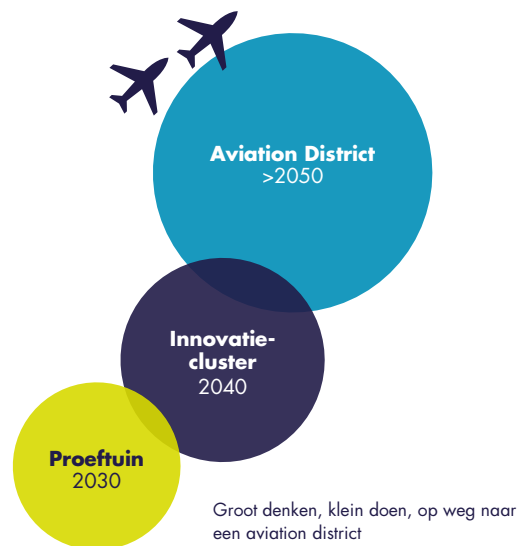 Aviation District
>2050
Innovatie-
cluster
2040
Proeftuin
2030
Groot denken, klein doen, op weg naar
een aviation district